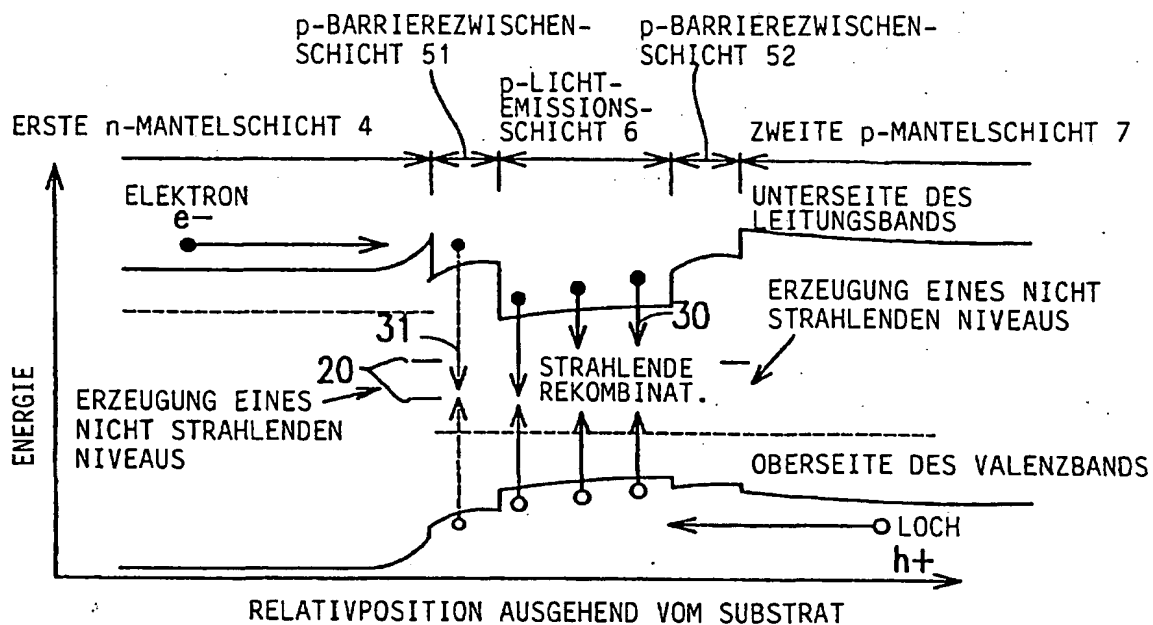 p-BARRIEREZWISCHEN-
SCHICHT 51
p-BARRIEREZWISCHEN-
SCHICHT 52
p-LICHT-
EMISSIONS-
SCHICHT 6
ERSTE n-MANTELSCHICHT 4
ZWEITE p-MANTELSCHICHT 7
ELEKTRON
e—
UNTERSEITE DES
LEITUNGSBANDS
ERZEUGUNG EINES NICHT
STRAHLENDEN NIVEAUS
31
30
20
STRAHLENDE
REKOMBINAT.
ERZEUGUNG EINES
NICHT STRAHLENDEN
NIVEAUS
ENERGIE
OBERSEITE DES VALENZBANDS
LOCH
h+
RELATIVPOSITION AUSGEHEND VOM SUBSTRAT